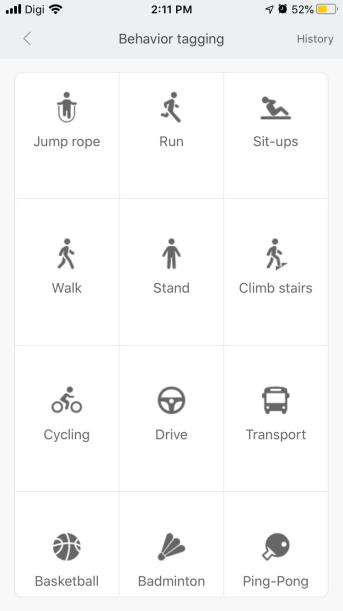 Digi 2:11 PM 52%
Behavior tagging History
Jump rope Run Sit-ups
Walk Stand Climb stairs
Cycling Drive Transport
Basketball Badminton Ping-Pong